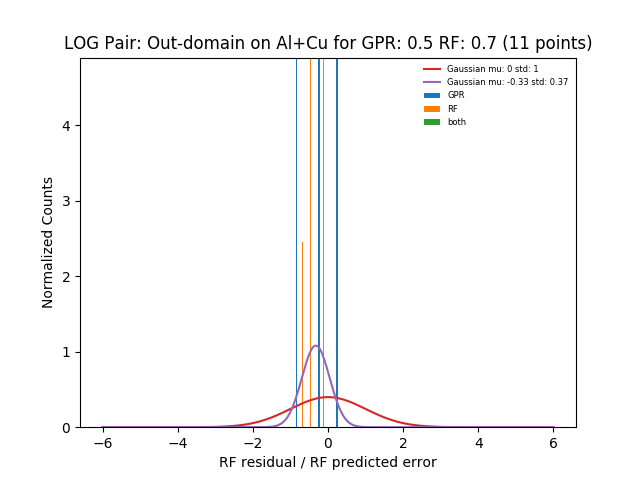 LOG Pair: Out-domain on Al+Cu for GPR: 0.5 RF: 0.7 (11 points)
Gaussian mu: 0 std: 1
Gaussian mu: -0.33 std: 0.37
GPR
RF
both
Normalized Counts
4
3
2
1
0
−6 −4 −2 0 2 4 6
RF residual / RF predicted error